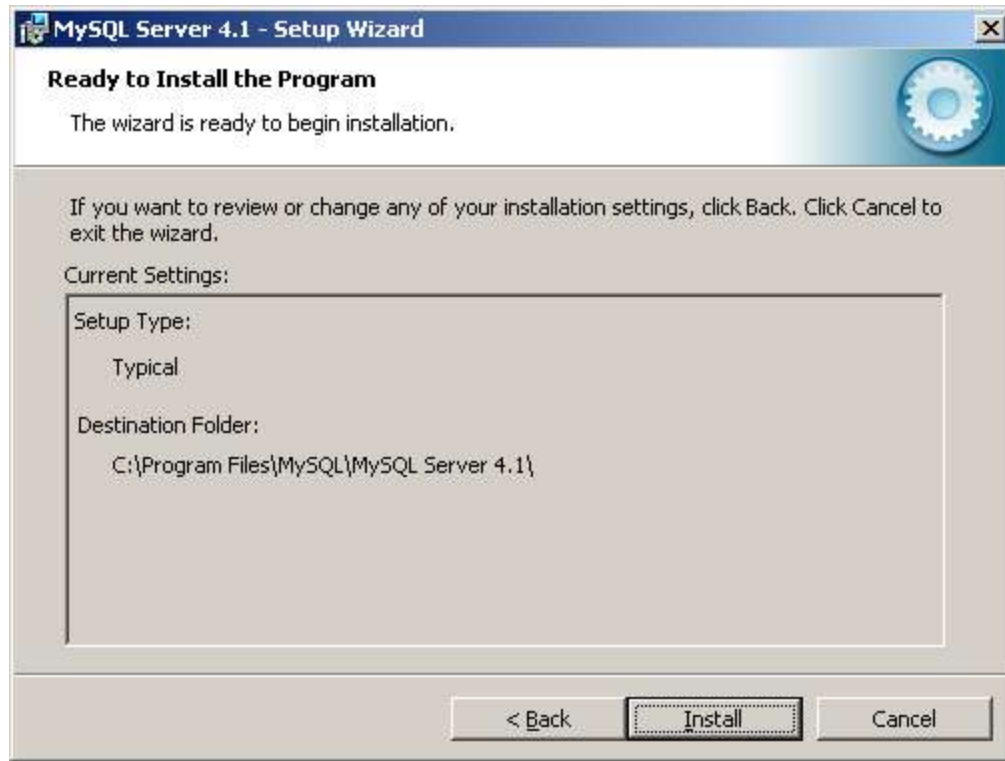 MySQL Server 4.1 - Setup Wizard
Ready to Install the Program
The wizard is ready to begin installation.
If you want to review or change any of your installation settings, click Back. Click Cancel to
exit the wizard.
Current Settings:
Setup Type:
Typical
Destination Folder:
C:\Program Files\MySQL\MySQL Server 4.1\
< Back
Install
Cancel